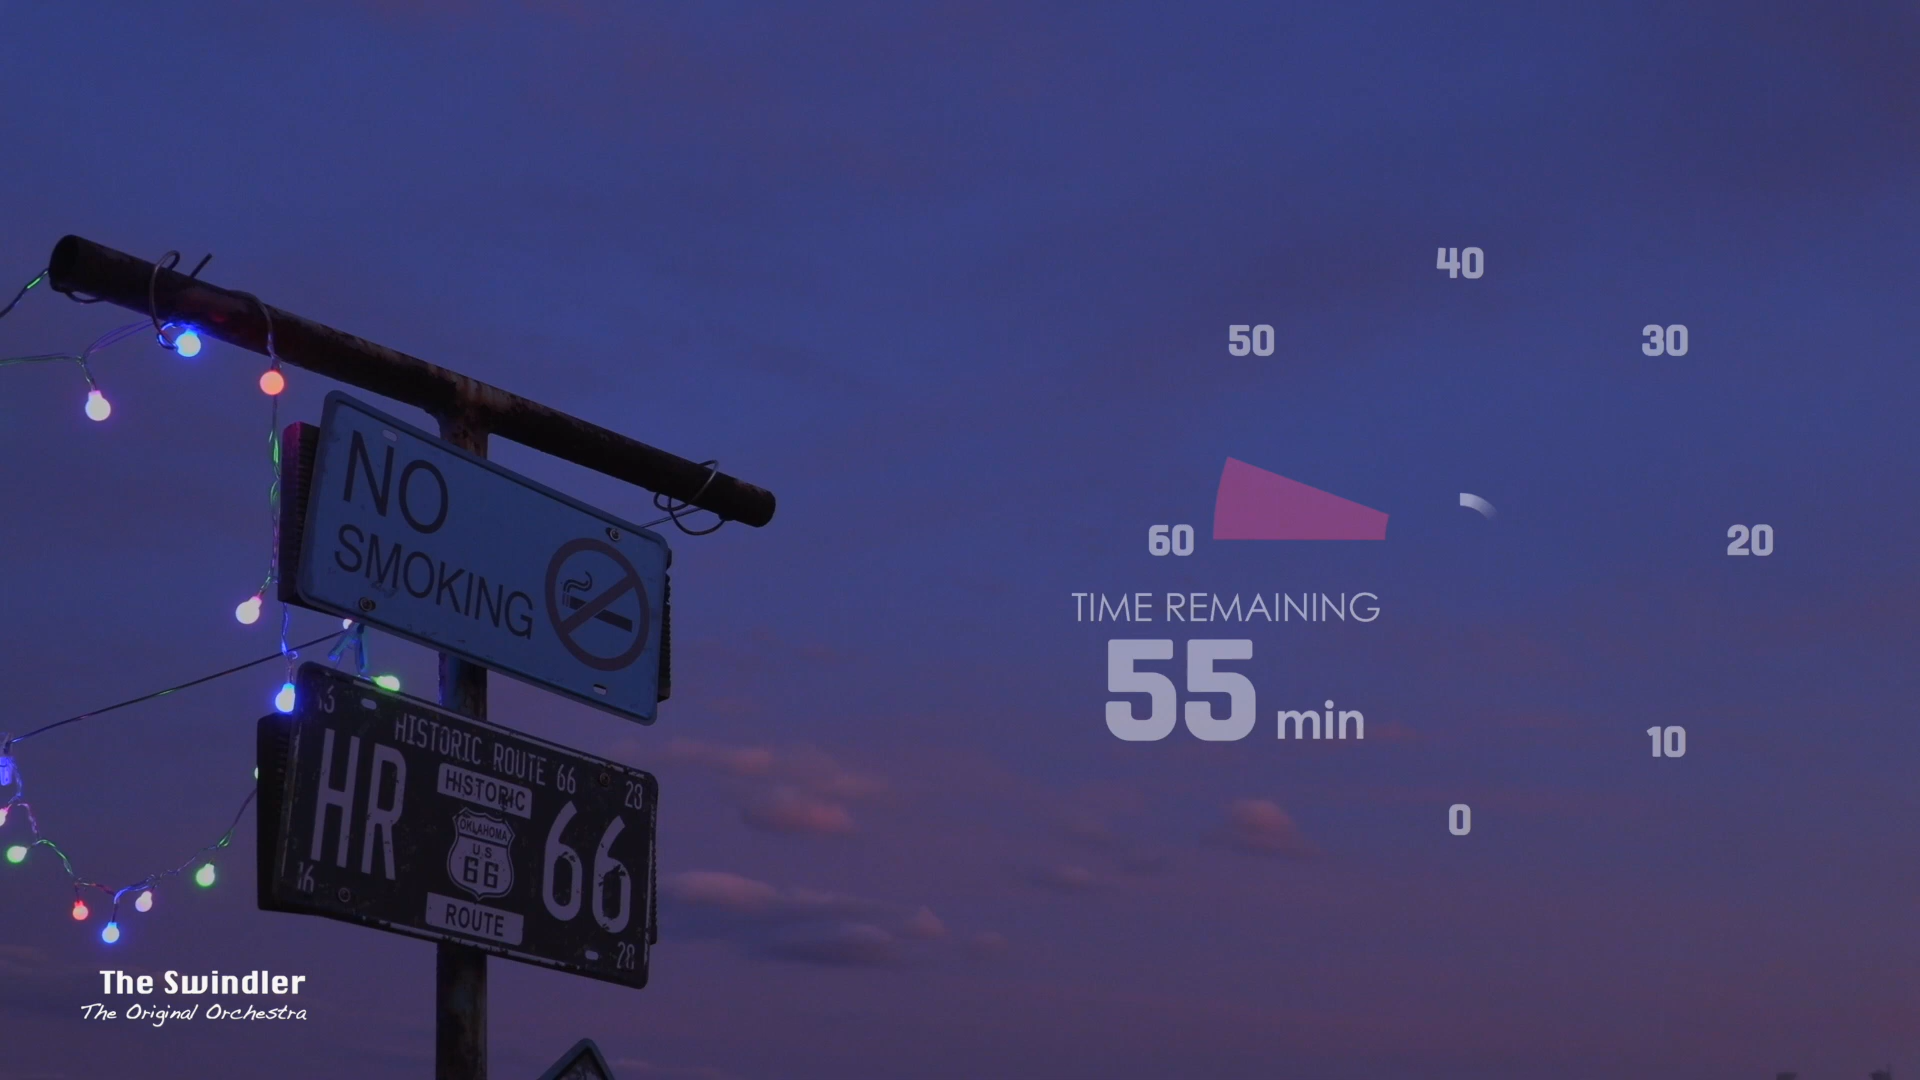 NO
SMOKING
13
HISTORIC ROUTE 66
23
HR
HISTORIC
OKLAHOMA
U.S
66
66
16
ROUTE
28
The Swindler
The Original Orchestra
40
50
30
60
20
TIME REMAINING
55 min
10
0